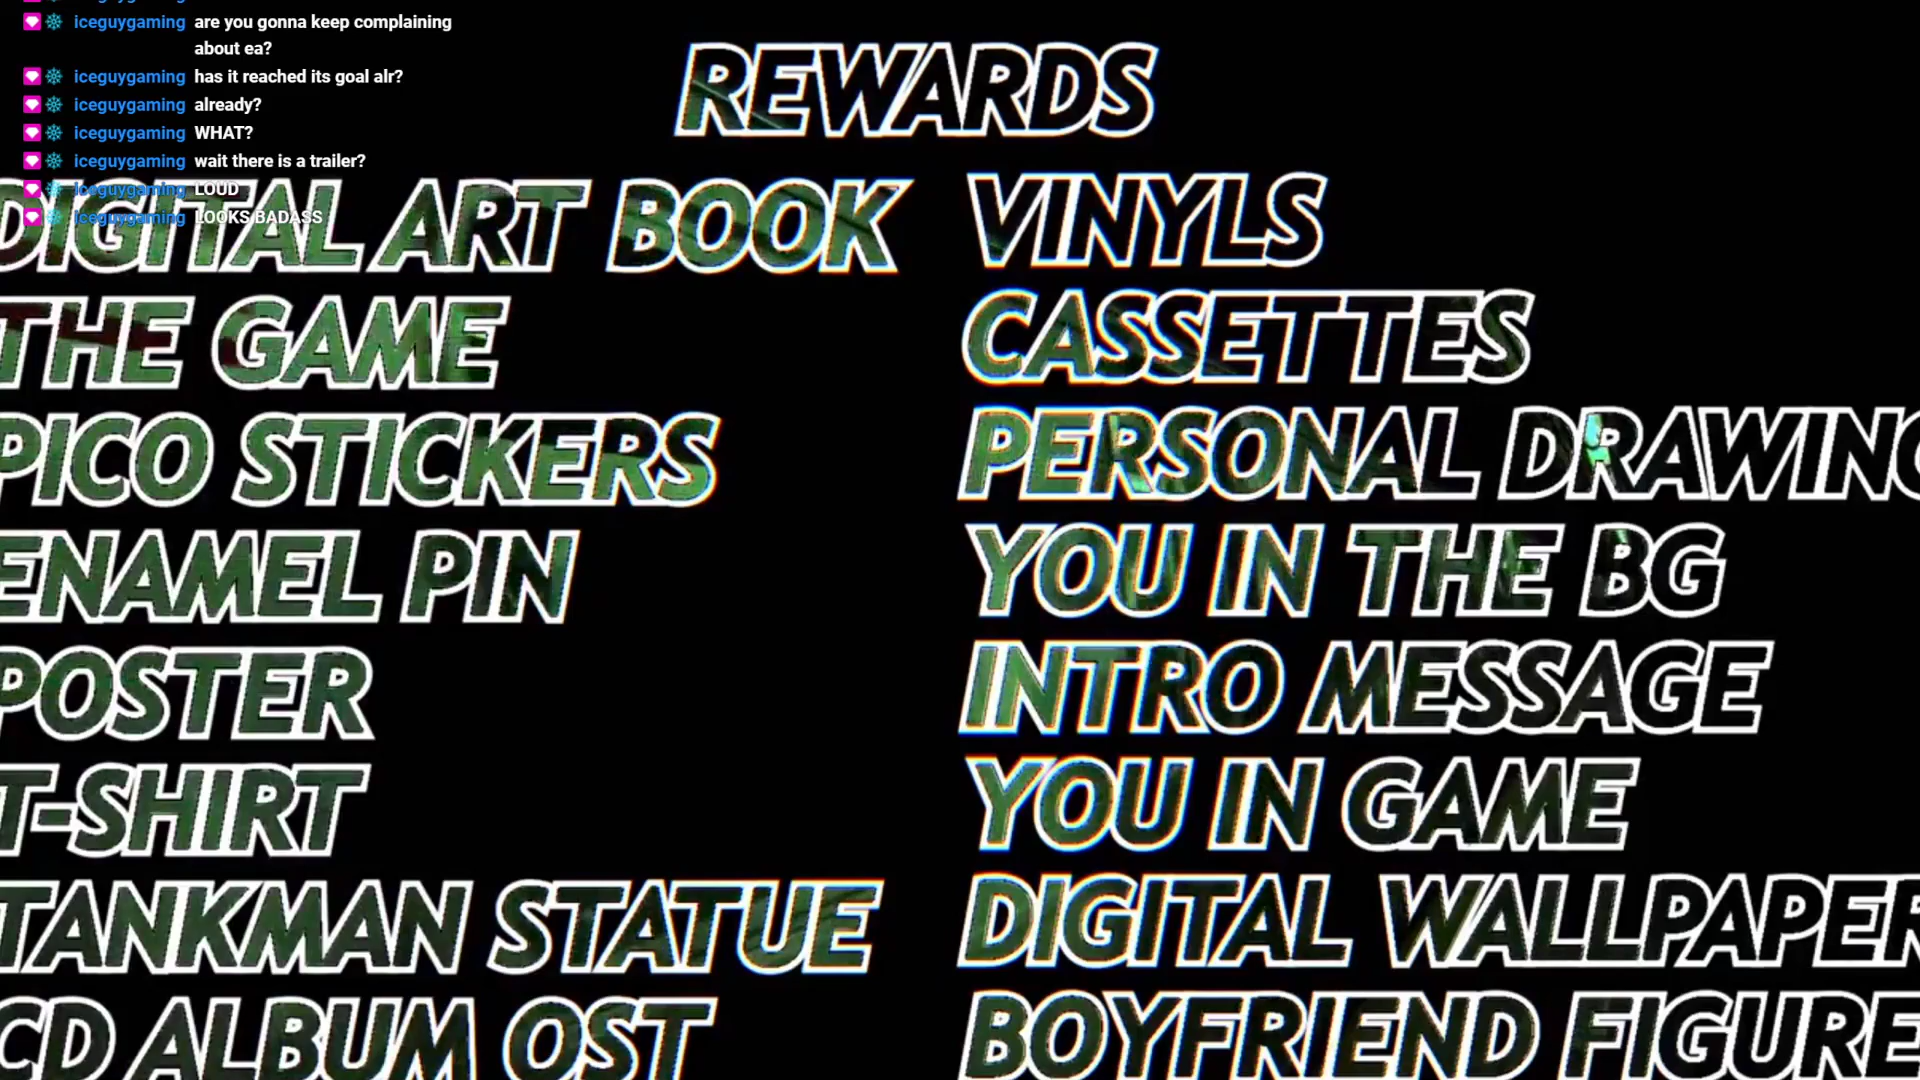 iceguygaming are you gonna keep complaining
about ea?
iceguygaming has it reached its goal alr?
iceguygaming already?
iceguygaming WHAT?
iceguygaming wait there is a trailer?
iceguygaming LOUD
iceguygaming LOOKS BADASS
REWARDS
DIGITAL ART BOOK
THE GAME
PICO STICKERS
ENAMEL PIN
POSTER
T-SHIRT
TANKMAN STATUE
CD ALBUM OST
VINYLS
CASSETTES
PERSONAL DRAWING
YOU IN THE BG
INTRO MESSAGE
YOU IN GAME
DIGITAL WALLPAPER
BOYFRIEND FIGURE